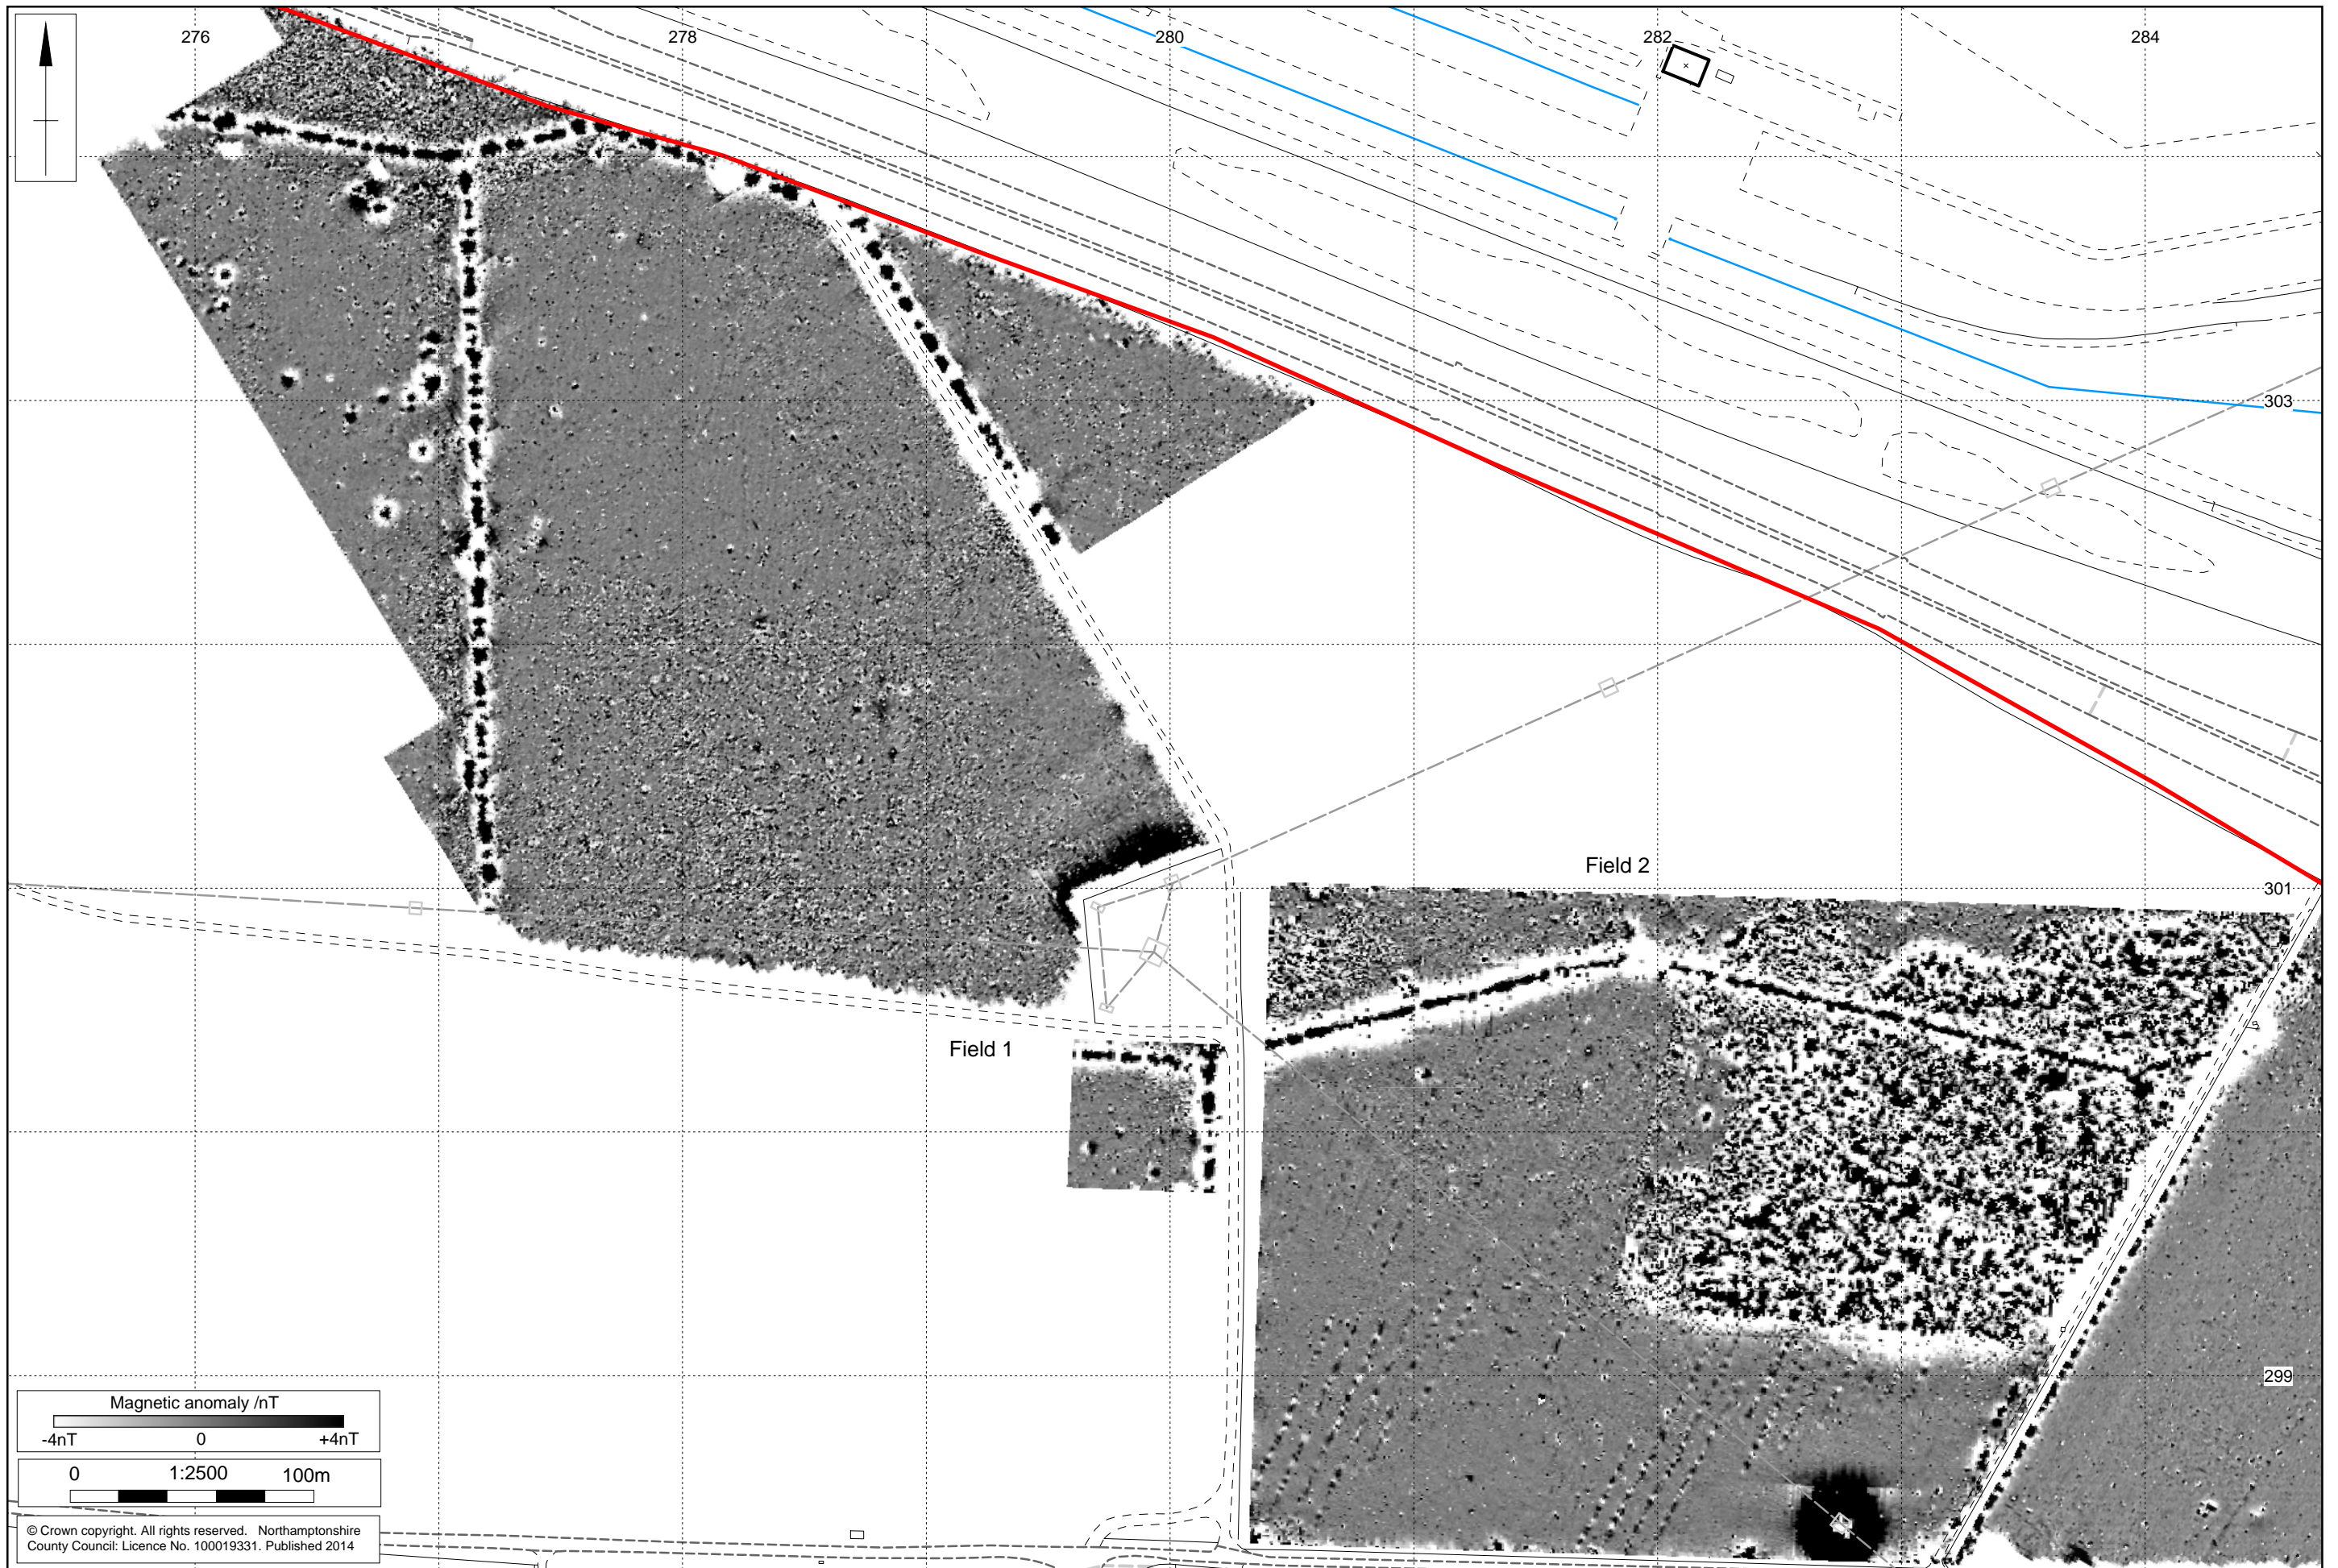 276
278
280
282
284
303
Field 2
301
Field 1
299
Magnetic anomaly /nT
-4nT 0 +4nT
0 1:2500 100m
© Crown copyright. All rights reserved. Northamptonshire
County Council: Licence No. 100019331. Published 2014